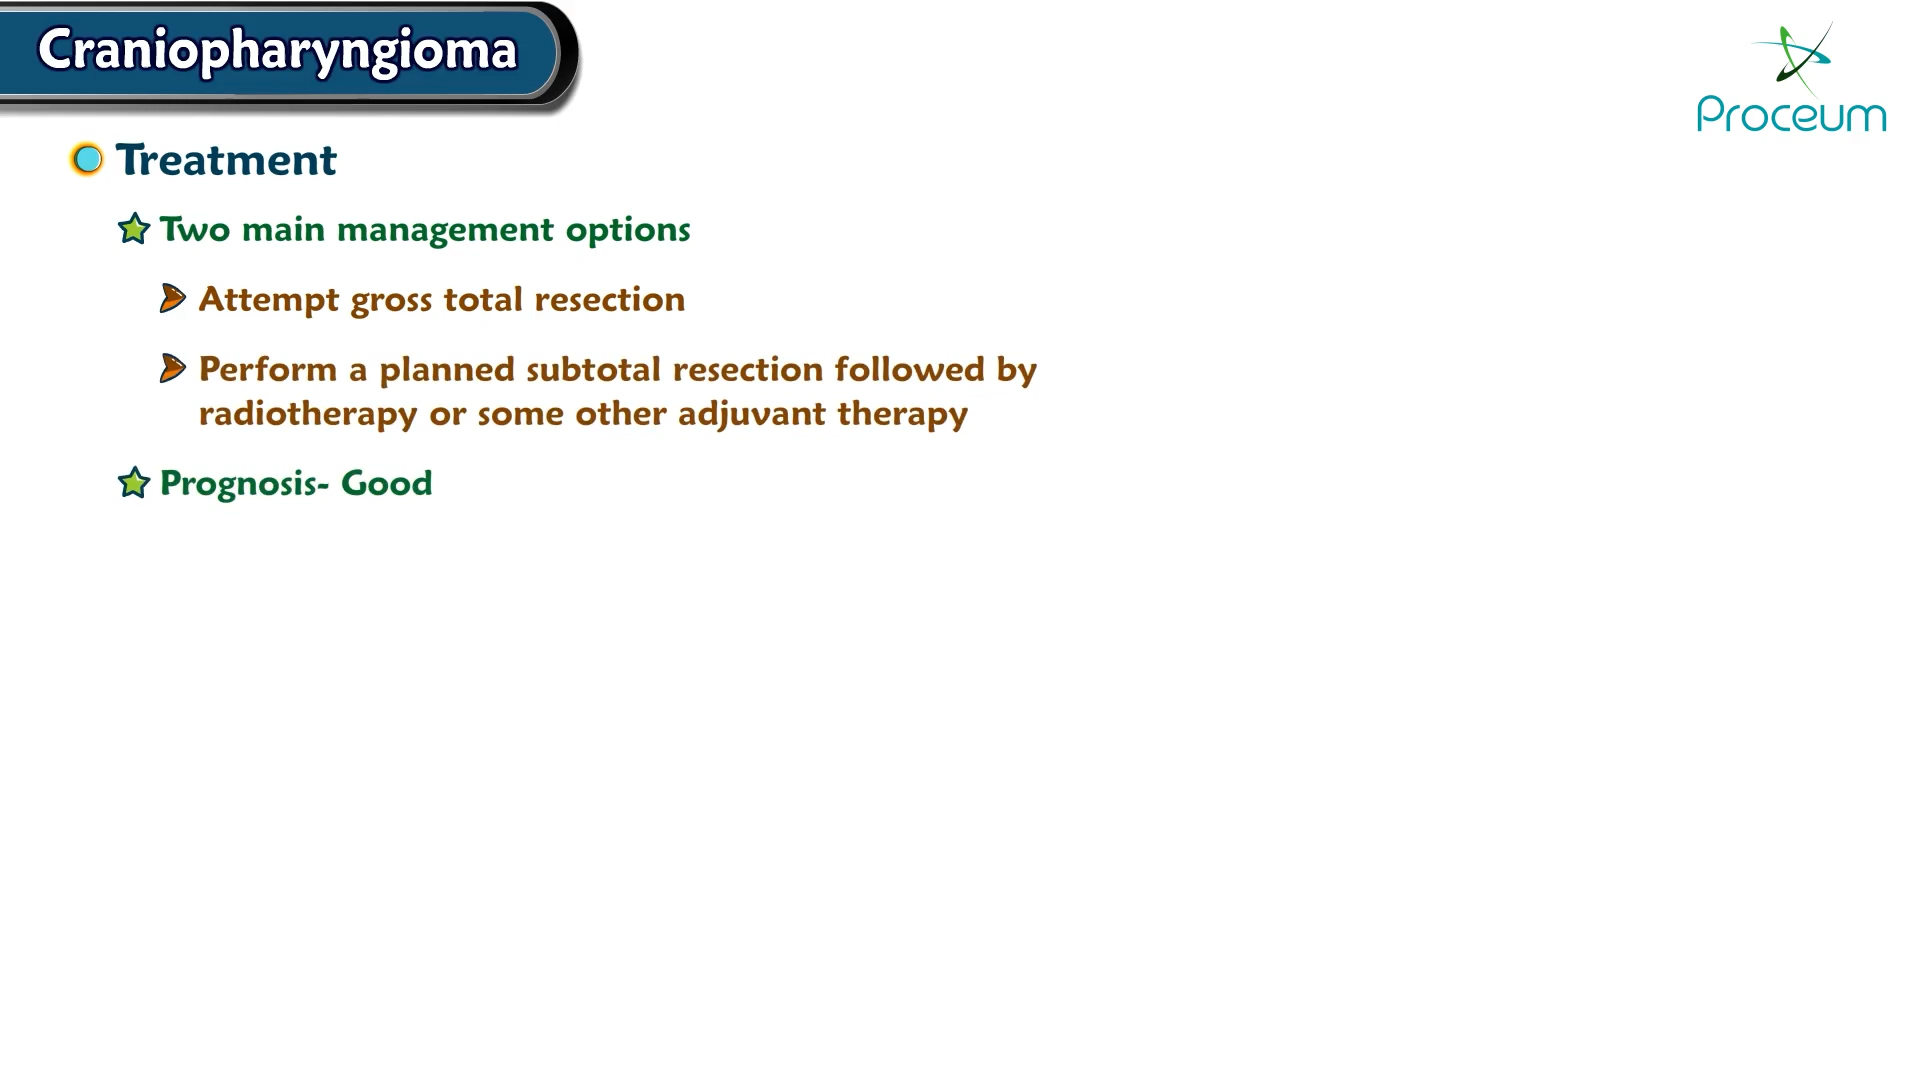 Craniopharyngioma
Proceum
Treatment
Two main management options
Attempt gross total resection
Perform a planned subtotal resection followed by
radiotherapy or some other adjuvant therapy
Prognosis- Good